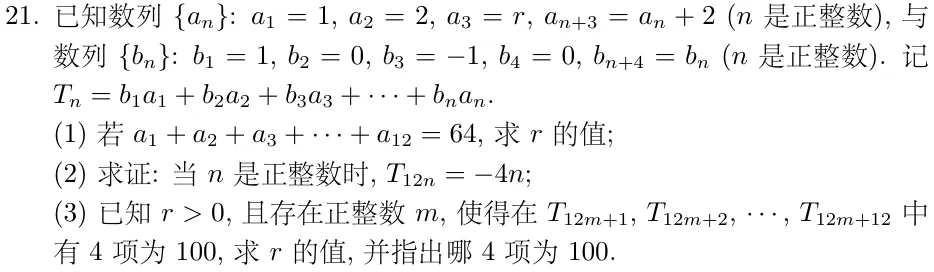 21. 已知数列 {aₙ}: a₁ = 1, a₂ = 2, a₃ = r, aₙ₊₃ = aₙ + 2 (n 是正整数), 与
数列 {bₙ}: b₁ = 1, b₂ = 0, b₃ = −1, b₄ = 0, bₙ₊₄ = bₙ (n 是正整数). 记
Tₙ = b₁a₁ + b₂a₂ + b₃a₃ + ⋯ + bₙaₙ.
(1) 若 a₁ + a₂ + a₃ + ⋯ + a₁₂ = 64, 求 r 的值;
(2) 求证: 当 n 是正整数时, T₁₂ₙ = −4n;
(3) 已知 r > 0, 且存在正整数 m, 使得在 T₁₂ₘ₊₁, T₁₂ₘ₊₂, ⋯, T₁₂ₘ₊₁₂ 中
有 4 项为 100, 求 r 的值, 并指出哪 4 项为 100.